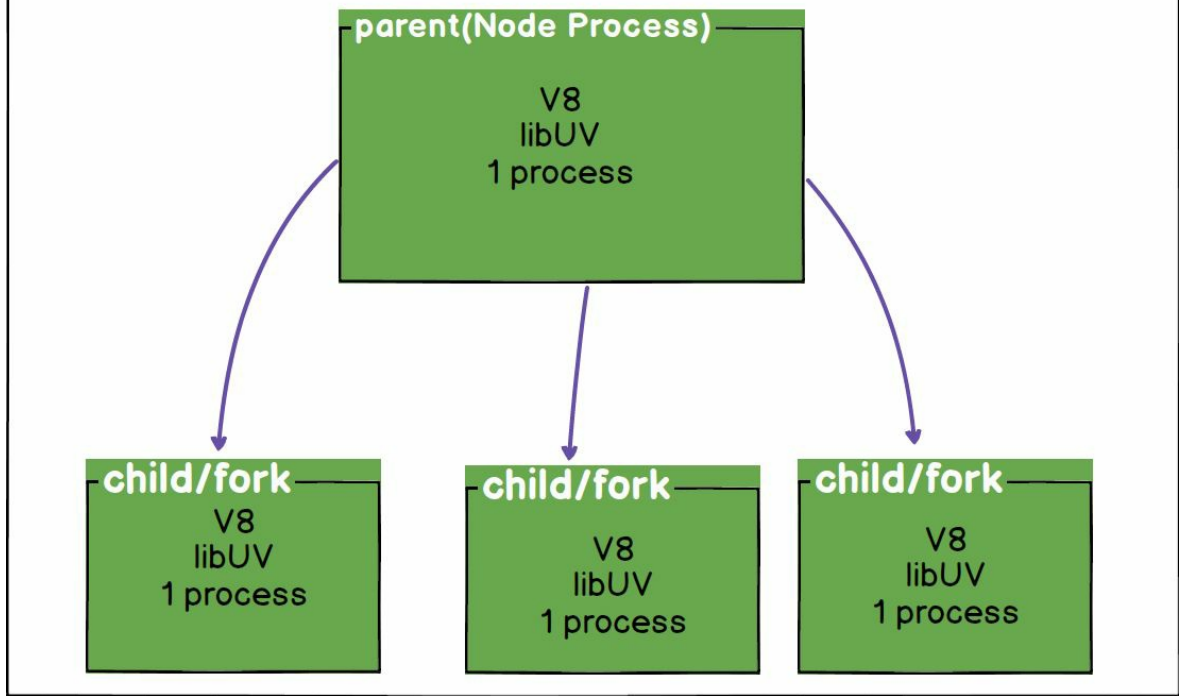 parent(Node Process)
V8
libUV
1 process
child/fork
V8
libUV
1 process
child/fork
V8
libUV
1 process
child/fork
V8
libUV
1 process